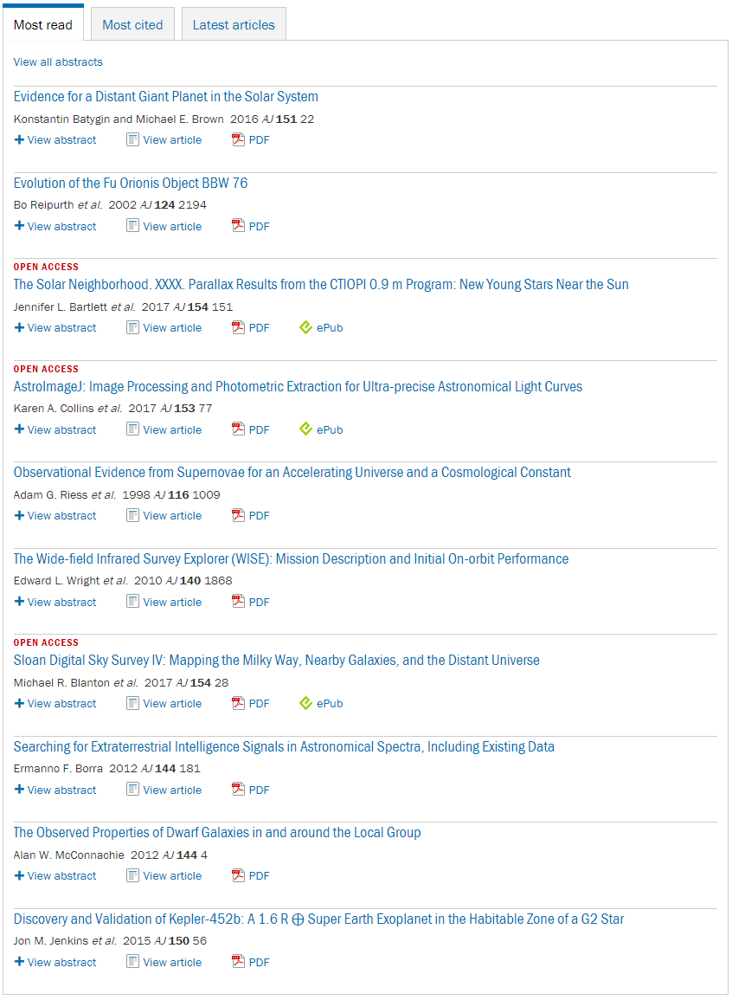 Most read Most cited Latest articles
View all abstracts
Evidence for a Distant Giant Planet in the Solar System
Konstantin Batygin and Michael E. Brown 2016 AJ 151 22
+ View abstract View article PDF
Evolution of the Fu Orionis Object BBW 76
Bo Reipurth et al. 2002 AJ 124 2194
+ View abstract View article PDF
OPEN ACCESS
The Solar Neighborhood. XXXX. Parallax Results from the CTIOPI 0.9 m Program: New Young Stars Near the Sun
Jennifer L. Bartlett et al. 2017 AJ 154 151
+ View abstract View article PDF ePub
OPEN ACCESS
AstroImageJ: Image Processing and Photometric Extraction for Ultra-precise Astronomical Light Curves
Karen A. Collins et al. 2017 AJ 153 77
+ View abstract View article PDF ePub
Observational Evidence from Supernovae for an Accelerating Universe and a Cosmological Constant
Adam G. Riess et al. 1998 AJ 116 1009
+ View abstract View article PDF
The Wide-field Infrared Survey Explorer (WISE): Mission Description and Initial On-orbit Performance
Edward L. Wright et al. 2010 AJ 140 1868
+ View abstract View article PDF
OPEN ACCESS
Sloan Digital Sky Survey IV: Mapping the Milky Way, Nearby Galaxies, and the Distant Universe
Michael R. Blanton et al. 2017 AJ 154 28
+ View abstract View article PDF ePub
Searching for Extraterrestrial Intelligence Signals in Astronomical Spectra, Including Existing Data
Ermanno F. Borra 2012 AJ 144 181
+ View abstract View article PDF
The Observed Properties of Dwarf Galaxies in and around the Local Group
Alan W. McConnachie 2012 AJ 144 4
+ View abstract View article PDF
Discovery and Validation of Kepler-452b: A 1.6 R ⨁ Super Earth Exoplanet in the Habitable Zone of a G2 Star
Jon M. Jenkins et al. 2015 AJ 150 56
+ View abstract View article PDF